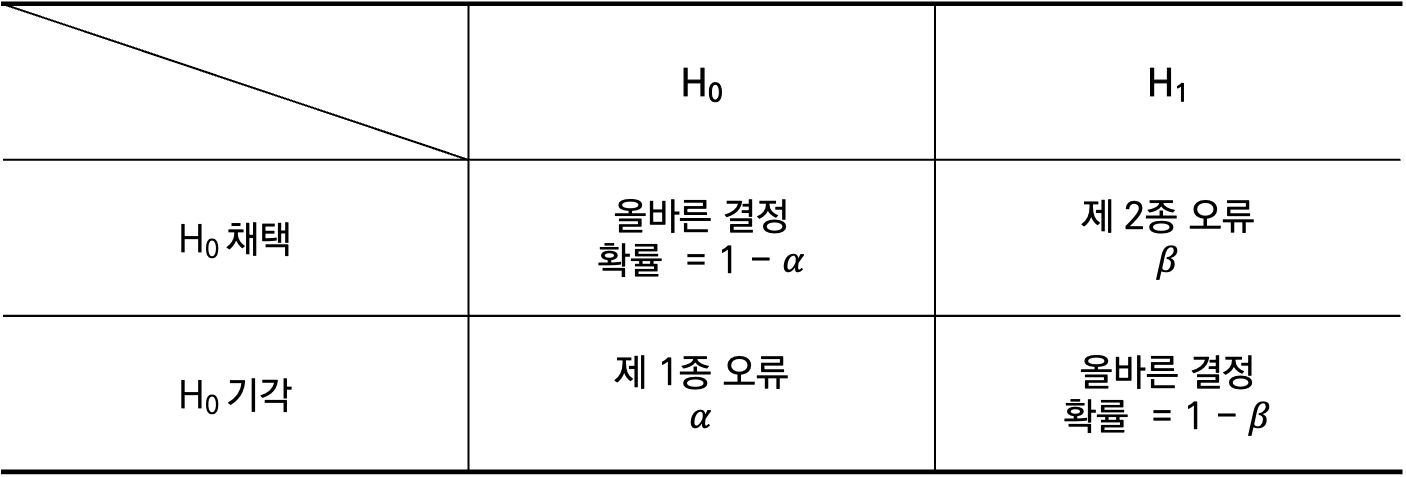 H₀
H₁
H₀ 채택
올바른 결정
확률 = 1 - α
제 2종 오류
β
H₀ 기각
제 1종 오류
α
올바른 결정
확률 = 1 - β